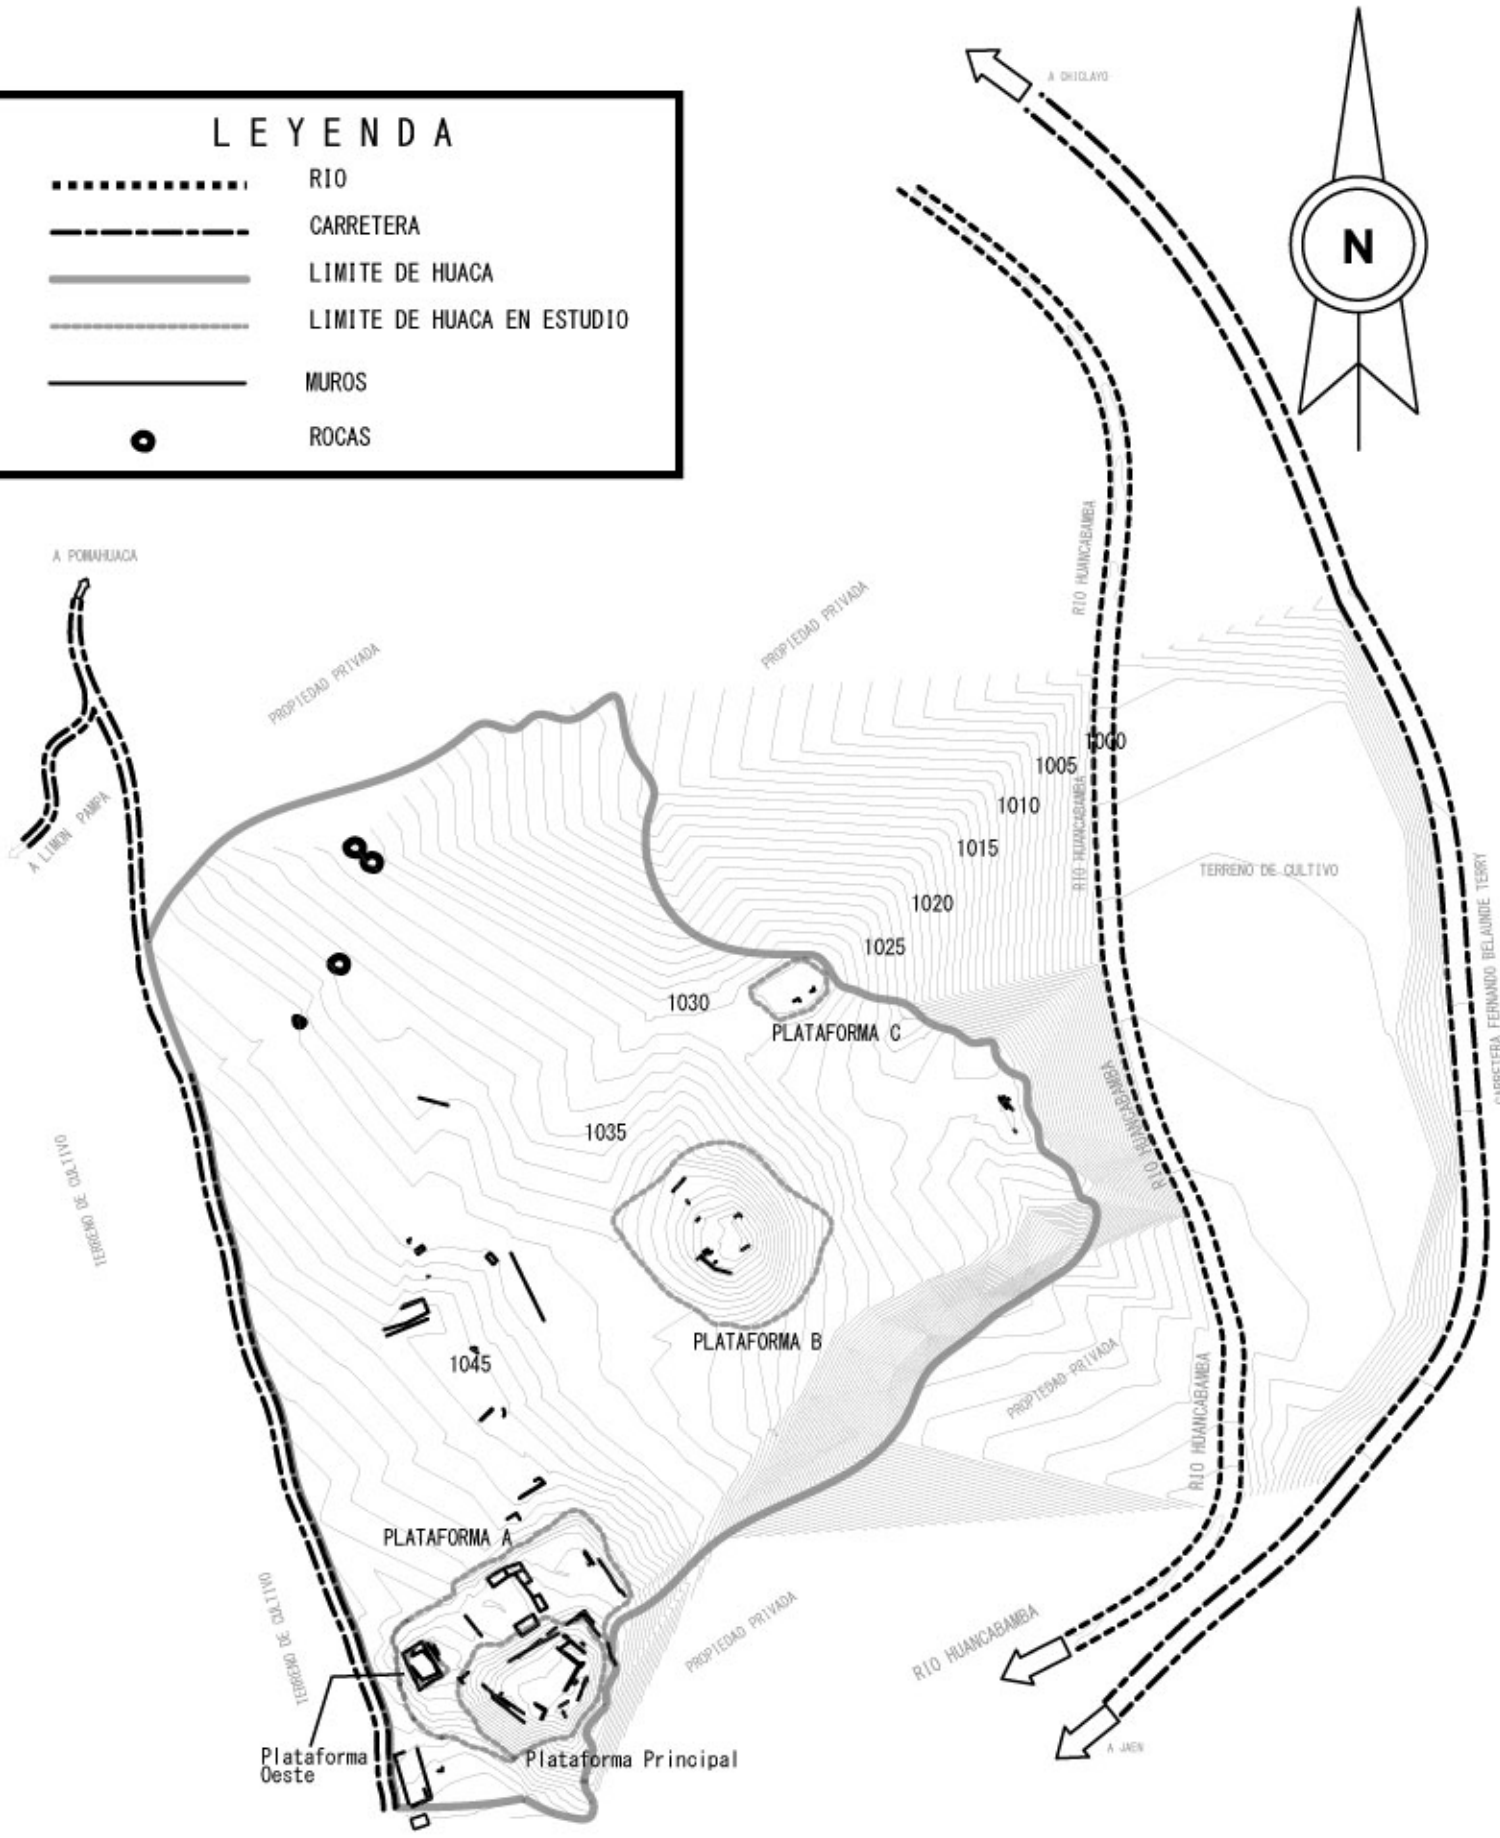 A CHICLAYO
LEYENDA
RIO
CARRETERA
LIMITE DE HUACA
LIMITE DE HUACA EN ESTUDIO
MUROS
ROCAS
N
A POMAHUACA
PROPIEDAD PRIVADA
PROPIEDAD PRIVADA
RIO HUANCABAMBA
1000
1005
1010
1015
1020
1025
1030
A LIMON PAMPA
RIO HUANCABAMBA
TERRENO DE CULTIVO
CARRETERA FERNANDO BELAUNDE TERRY
PLATAFORMA C
1035
RIO HUANCABAMBA
TERRENO DE CULTIVO
PLATAFORMA B
1045
PROPIEDAD PRIVADA
RIO HUANCABAMBA
PLATAFORMA A
TERRENO DE CULTIVO
PROPIEDAD PRIVADA
RIO HUANCABAMBA
Plataforma
Oeste
Plataforma Principal
A JAEN